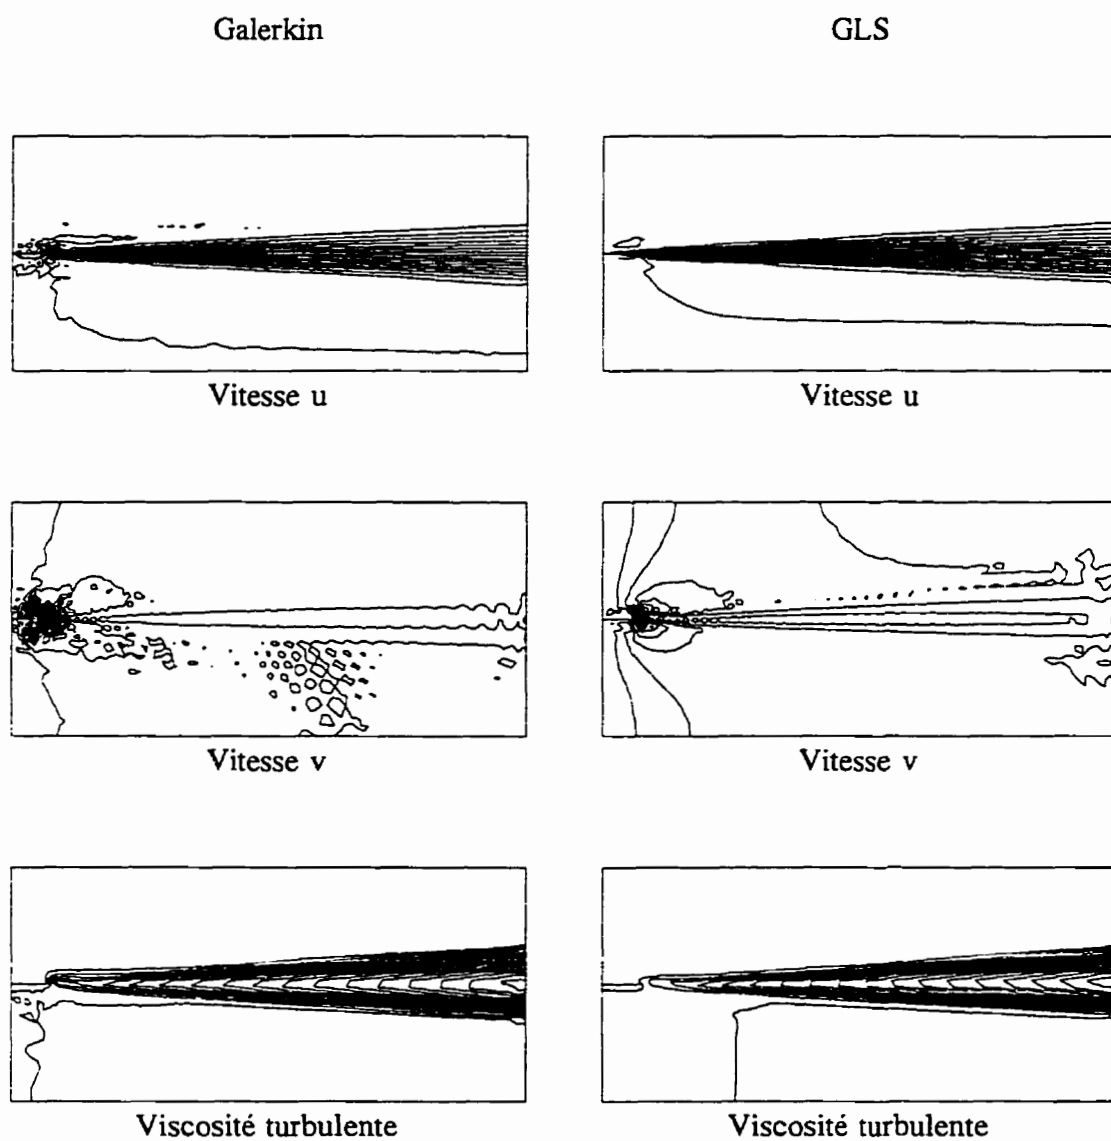 Galerkin GLS
Vitesse u Vitesse u
Vitesse v Vitesse v
Viscosité turbulente Viscosité turbulente